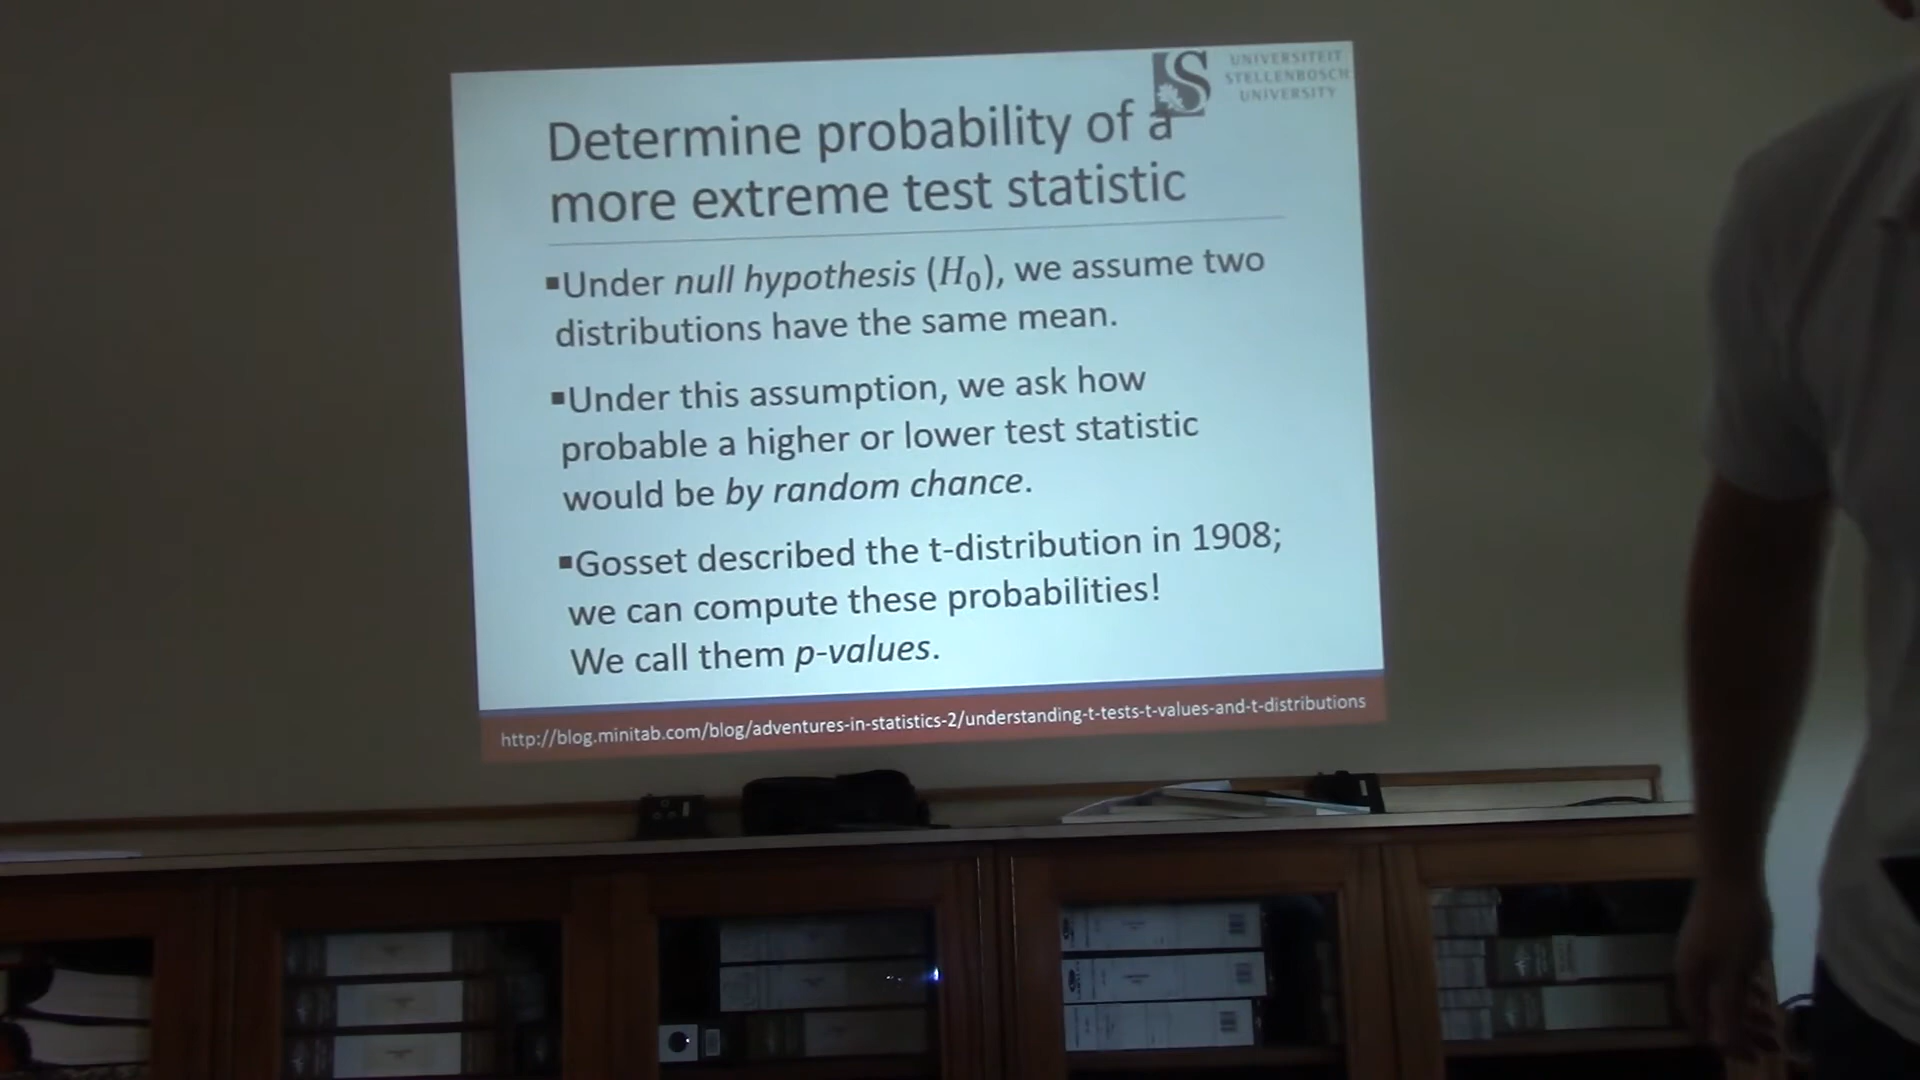 UNIVERSITEIT
STELLENBOSCH
UNIVERSITY
Determine probability of a
more extreme test statistic
▪Under null hypothesis (H₀), we assume two
distributions have the same mean.
▪Under this assumption, we ask how
probable a higher or lower test statistic
would be by random chance.
▪Gosset described the t-distribution in 1908;
we can compute these probabilities!
We call them p-values.
http://blog.minitab.com/blog/adventures-in-statistics-2/understanding-t-tests-t-values-and-t-distributions